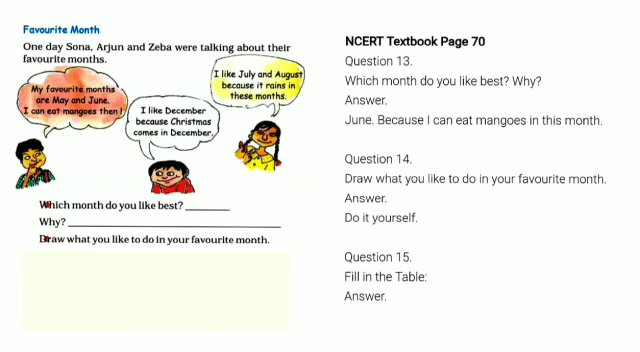 Favourite Month
One day Sona, Arjun and Zeba were talking about their
favourite months.
My favourite months
are May and June.
I can eat mangoes then!
I like December
because Christmas
comes in December.
I like July and August
because it rains in
these months.
Which month do you like best? ________
Why? ________
Draw what you like to do in your favourite month.
NCERT Textbook Page 70
Question 13.
Which month do you like best? Why?
Answer.
June. Because I can eat mangoes in this month.
Question 14.
Draw what you like to do in your favourite month.
Answer.
Do it yourself.
Question 15.
Fill in the Table:
Answer.